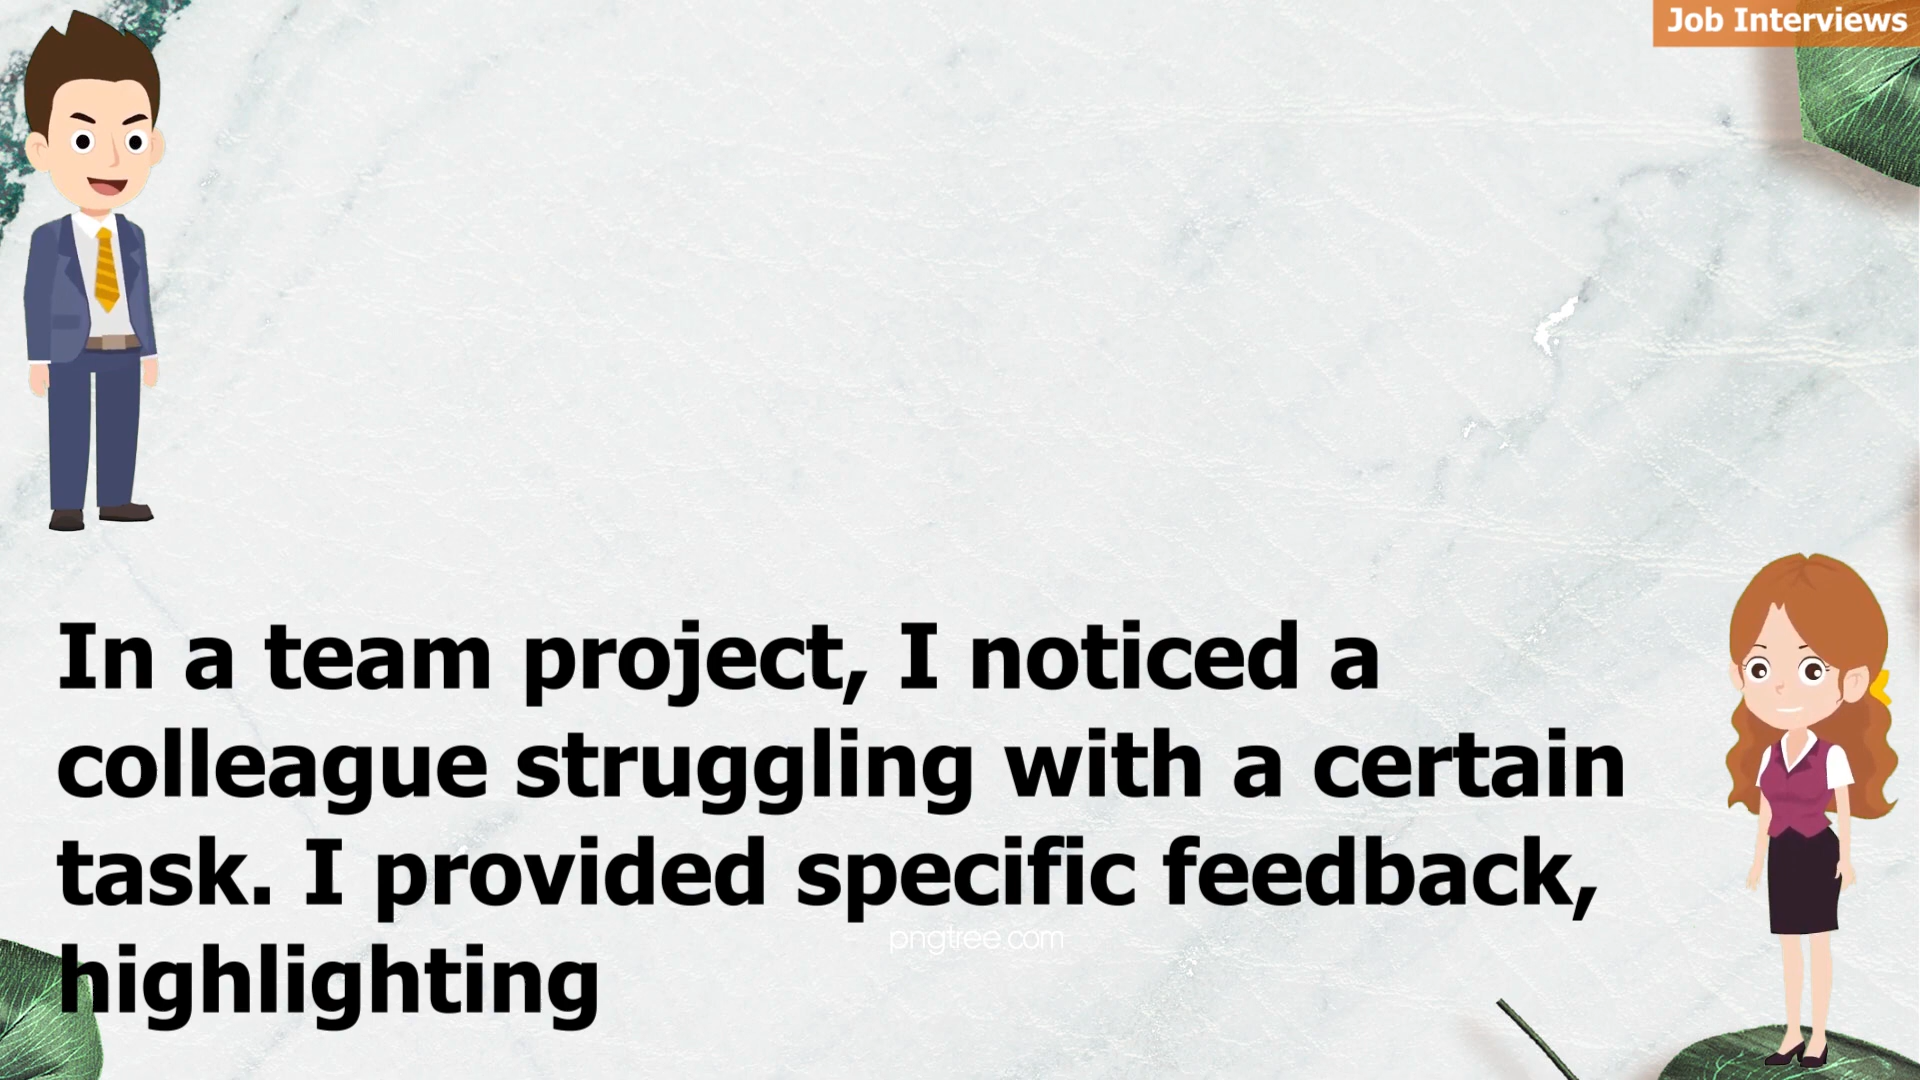 Job Interviews
In a team project, I noticed a
colleague struggling with a certain
task. I provided specific feedback,
pngtree.com
highlighting